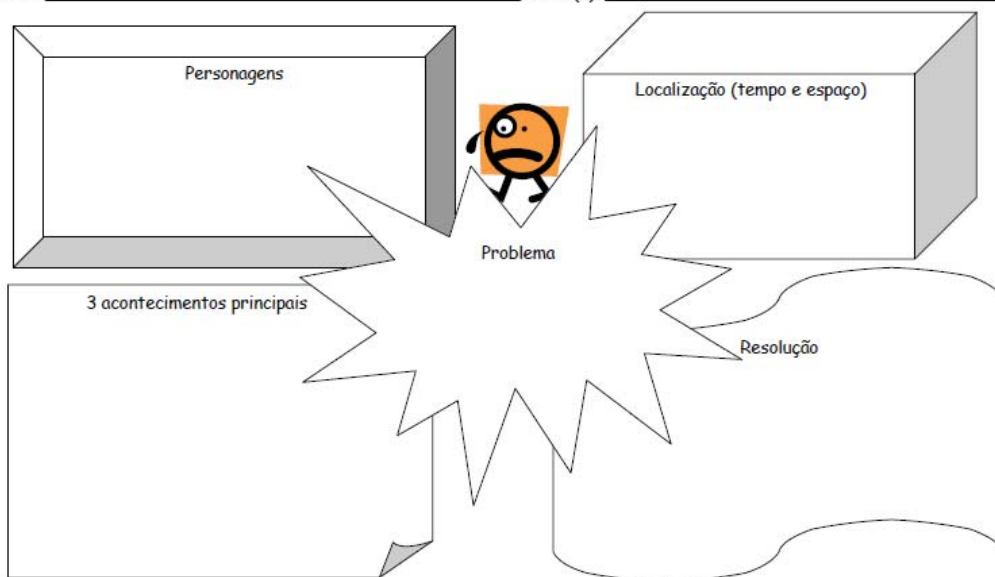 Personagens
Localização (tempo e espaço)
Problema
3 acontecimentos principais
Resolução